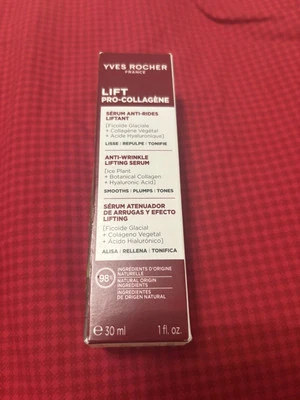 YVES ROCHER
FRANCE
LIFT
PRO-COLLAGÈNE
SÉRUM ANTI-RIDES
LIFTANT
[Ficoïde Glaciale
+ Collagène Végétal
+ Acide Hyaluronique]
LISSE | REPULPE | TONIFIE
ANTI-WRINKLE
LIFTING SERUM
[Ice Plant
+ Botanical Collagen
+ Hyaluronic Acid]
SMOOTHS | PLUMPS | TONES
SÉRUM ATENUADOR
DE ARRUGAS Y EFECTO
LIFTING
[Ficoide Glacial
+ Colágeno Vegetal
+ Ácido Hialurónico]
ALISA | RELLENA | TONIFICA
98%
INGRÉDIENTS D'ORIGINE
NATURELLE
NATURAL ORIGIN
INGREDIENTS
INGREDIENTES
DE ORIGEN NATURAL
℮ 30 ml 1 fl. oz.